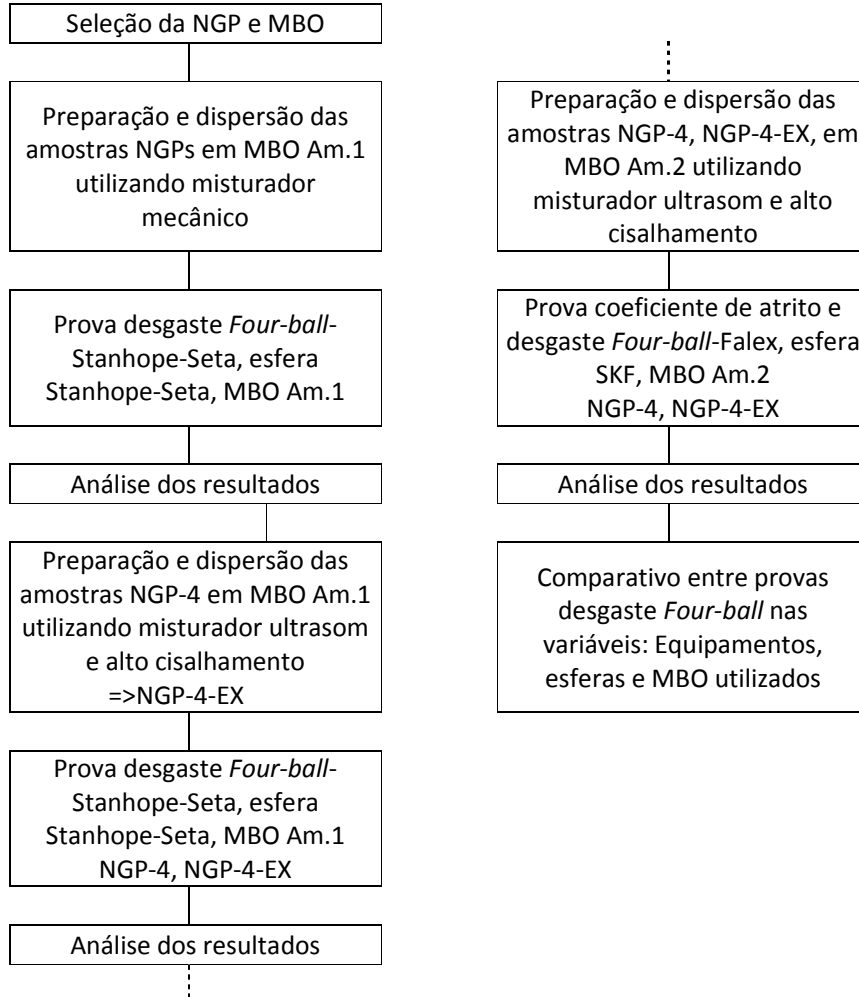 Seleção da NGP e MBO
Preparação e dispersão das
amostras NGPs em MBO Am.1
utilizando misturador
mecânico
Prova desgaste Four-ball-
Stanhope-Seta, esfera
Stanhope-Seta, MBO Am.1
Análise dos resultados
Preparação e dispersão das
amostras NGP-4 em MBO Am.1
utilizando misturador ultrasom
e alto cisalhamento
=>NGP-4-EX
Prova desgaste Four-ball-
Stanhope-Seta, esfera
Stanhope-Seta, MBO Am.1
NGP-4, NGP-4-EX
Análise dos resultados
Preparação e dispersão das
amostras NGP-4, NGP-4-EX, em
MBO Am.2 utilizando
misturador ultrasom e alto
cisalhamento
Prova coeficiente de atrito e
desgaste Four-ball-Falex, esfera
SKF, MBO Am.2
NGP-4, NGP-4-EX
Análise dos resultados
Comparativo entre provas
desgaste Four-ball nas
variáveis: Equipamentos,
esferas e MBO utilizados